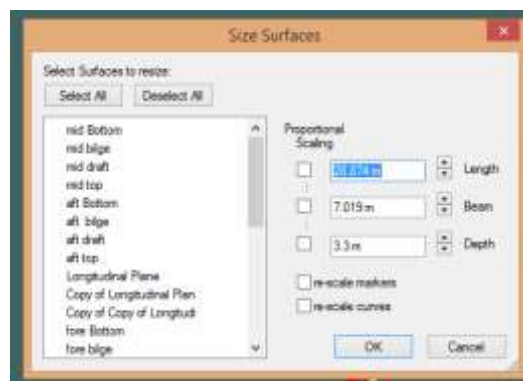 Size Surfaces
Select Surfaces to resize:
Select All
Deselect All
mid Bottom
mid bilge
mid draft
mid top
aft Bottom
aft bilge
aft draft
aft top
Longitudinal Plane
Copy of Longitudinal Plan
Copy of Copy of Longitudi
fore Bottom
fore bilge
Proportional
Scaling
Length
7.019 m
Beam
3.3 m
Depth
re-scale markers
re-scale curves
OK
Cancel